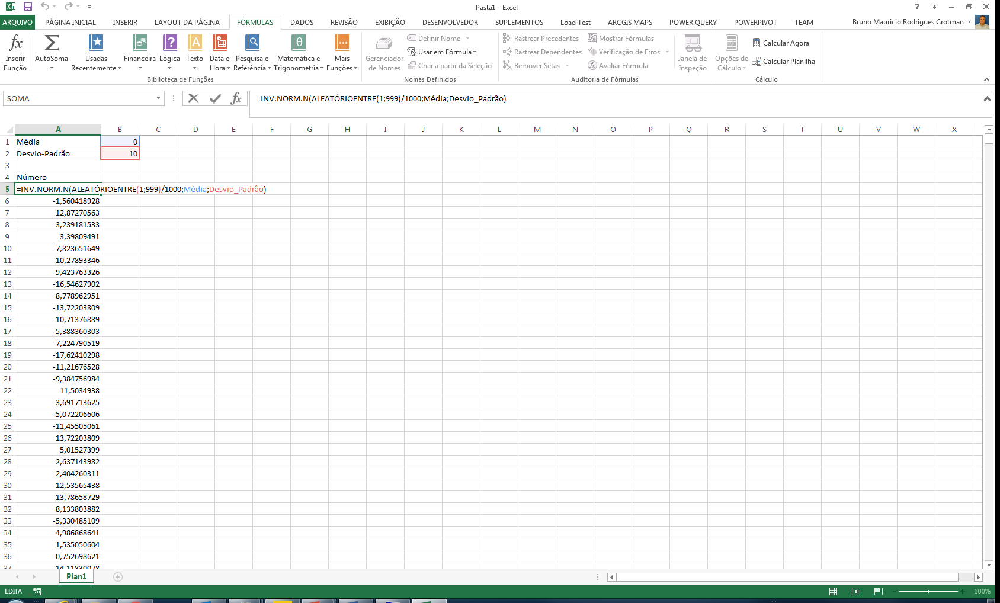 Pasta1 - Excel
ARQUIVO PÁGINA INICIAL INSERIR LAYOUT DA PÁGINA FÓRMULAS DADOS REVISÃO EXIBIÇÃO DESENVOLVEDOR SUPLEMENTOS Load Test ARCGIS MAPS POWER QUERY POWERPIVOT TEAM Bruno Mauricio Rodrigues Crotman
Inserir Função
AutoSoma
Usadas Recentemente
Financeira
Lógica
Texto
Data e Hora
Pesquisa e Referência
Matemática e Trigonometria
Mais Funções
Biblioteca de Funções
Gerenciador de Nomes
Definir Nome
Usar em Fórmula
Criar a partir da Seleção
Nomes Definidos
Rastrear Precedentes
Rastrear Dependentes
Remover Setas
Mostrar Fórmulas
Verificação de Erros
Avaliar Fórmula
Auditoria de Fórmulas
Janela de Inspeção
Opções de Cálculo
Calcular Agora
Calcular Planilha
Cálculo
SOMA fx =INV.NORM.N(ALEATÓRIOENTRE(1;999)/1000;Média;Desvio_Padrão)
A B C D E F G H I J K L M N O P Q R S T U V W X
1 Média 0
2 Desvio-Padrão 10
3
4 Número
5 =INV.NORM.N(ALEATÓRIOENTRE(1;999)/1000;Média;Desvio_Padrão)
6 -1,560418928
7 12,87270563
8 3,239181533
9 3,39809491
10 -7,823651649
11 10,27893346
12 9,423763326
13 -16,54627902
14 8,778962951
15 -13,72203809
16 10,71376889
17 -5,388360303
18 -7,224790519
19 -17,62410298
20 -11,21676528
21 -9,384756984
22 11,5034938
23 3,691713625
24 -5,072206606
25 -11,45505061
26 13,72203809
27 5,01527399
28 2,637143982
29 2,404260311
30 12,53565438
31 13,78658729
32 8,133803882
33 -5,330485109
34 4,986868641
35 1,535050604
36 0,752698621
37 14,11830078
Plan1
EDITA 100%